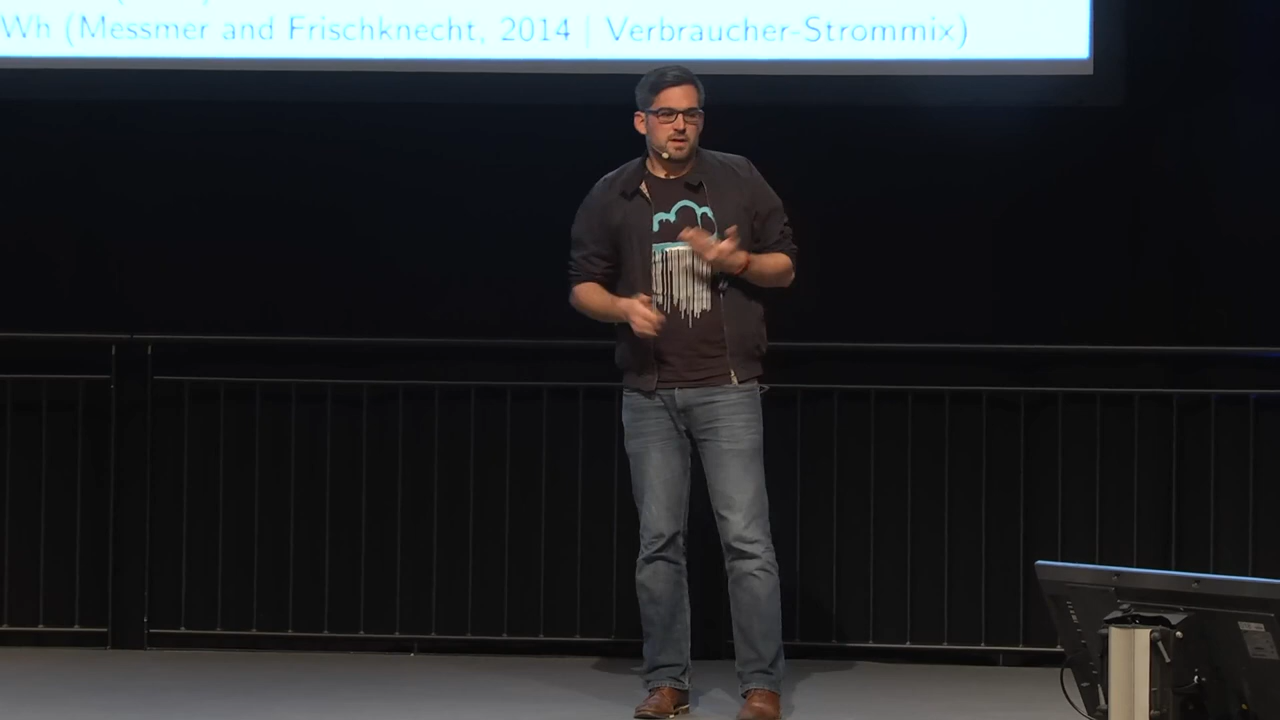 Wh (Messmer and Frischknecht, 2014 | Verbraucher-Strommix)